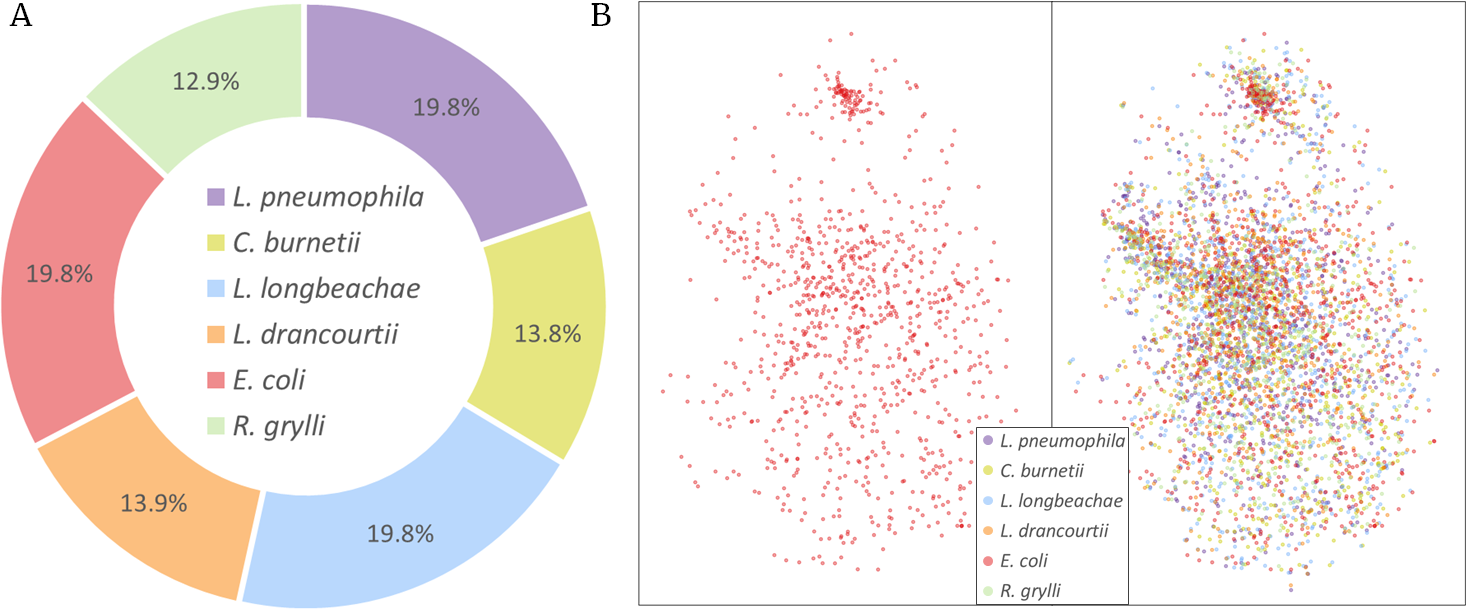 A
B
12.9%
19.8%
19.8%
13.8%
13.9%
19.8%
L. pneumophila
C. burnetii
L. longbeachae
L. drancourtii
E. coli
R. grylli
L. pneumophila
C. burnetii
L. longbeachae
L. drancourtii
E. coli
R. grylli